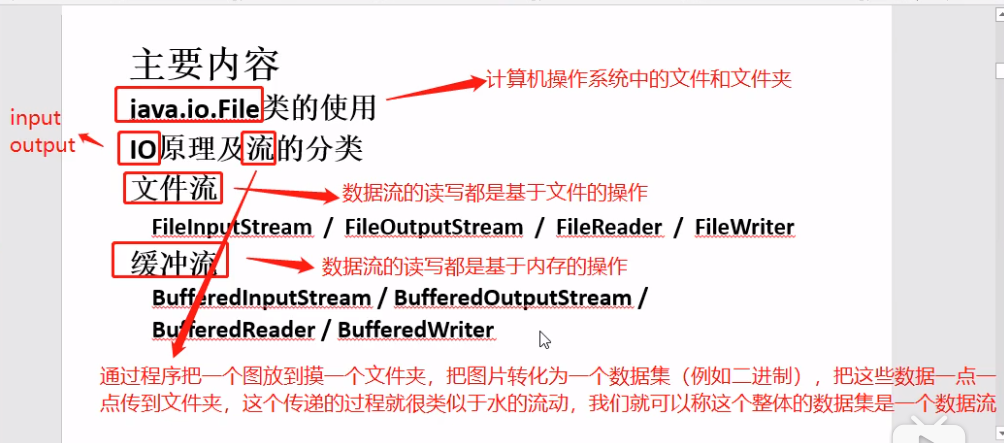 主要内容
java.io.File类的使用
计算机操作系统中的文件和文件夹
input
output
IO原理及流的分类
文件流
数据流的读写都是基于文件的操作
FileInputStream / FileOutputStream / FileReader / FileWriter
缓冲流
数据流的读写都是基于内存的操作
BufferedInputStream / BufferedOutputStream /
BufferedReader / BufferedWriter
通过程序把一个图放到摸一个文件夹，把图片转化为一个数据集（例如二进制），把这些数据一点一
点传到文件夹，这个传递的过程就很类似于水的流动，我们就可以称这个整体的数据集是一个数据流